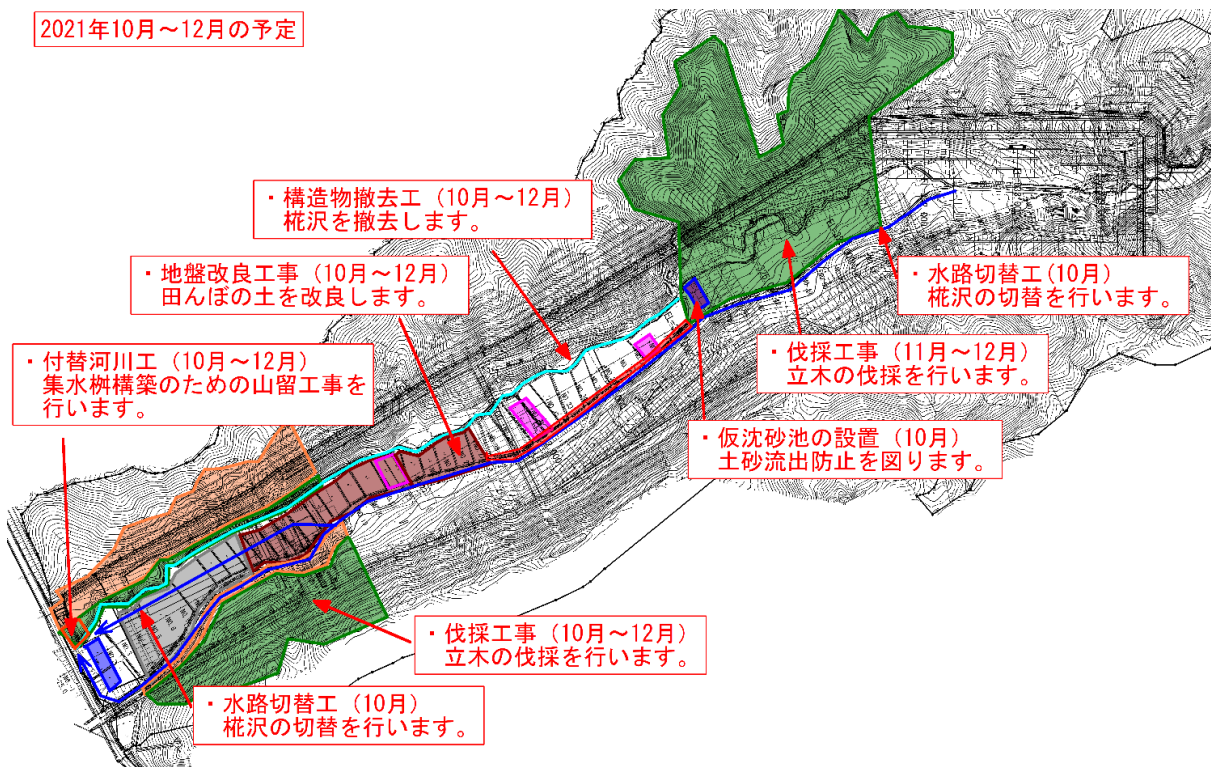 2021年10月～12月の予定
・構造物撤去工（10月～12月）
椛沢を撤去します。
・地盤改良工事（10月～12月）
田んぼの土を改良します。
・付替河川工（10月～12月）
集水桝構築のための山留工事を
行います。
・水路切替工(10月)
椛沢の切替を行います。
・伐採工事（11月～12月）
立木の伐採を行います。
・仮沈砂池の設置（10月）
土砂流出防止を図ります。
・伐採工事（10月～12月）
立木の伐採を行います。
・水路切替工（10月）
椛沢の切替を行います。